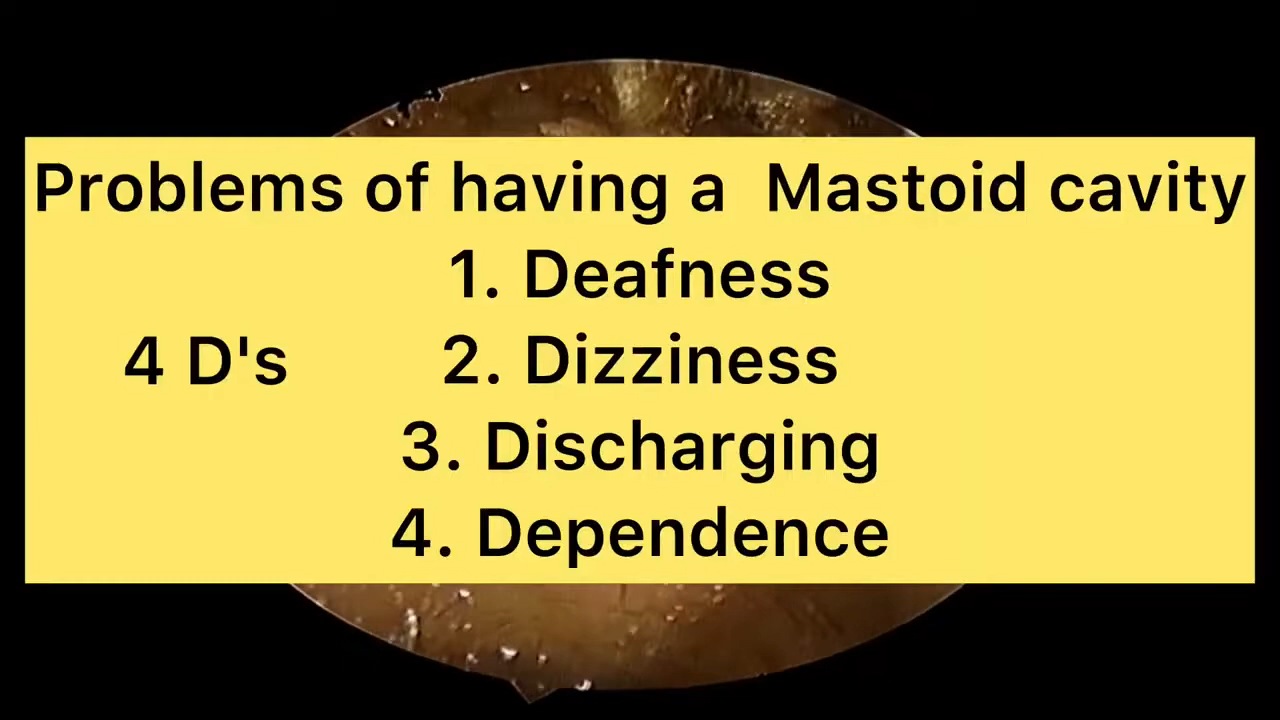 Problems of having a Mastoid cavity
1. Deafness
4 D's 2. Dizziness
3. Discharging
4. Dependence